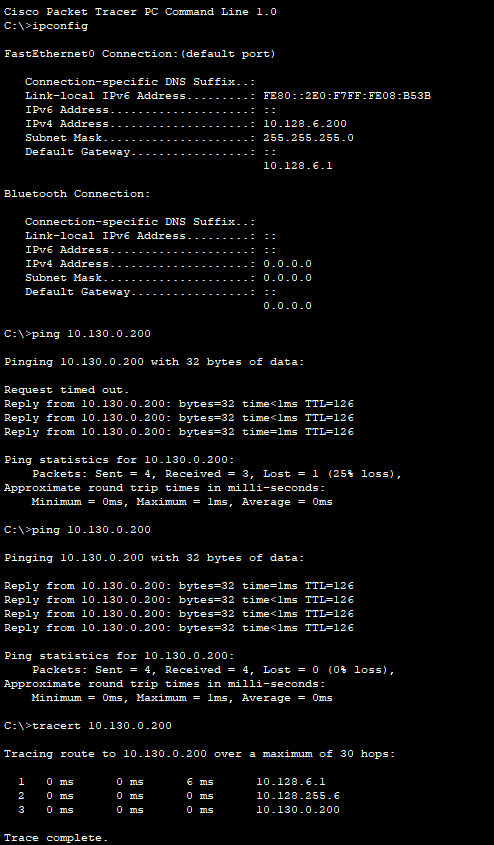 Cisco Packet Tracer PC Command Line 1.0
C:\>ipconfig
FastEthernet0 Connection:(default port)
Connection-specific DNS Suffix..:
Link-local IPv6 Address.........: FE80::2E0:F7FF:FE08:B53B
IPv6 Address....................: ::
IPv4 Address....................: 10.128.6.200
Subnet Mask.....................: 255.255.255.0
Default Gateway.................: ::
10.128.6.1
Bluetooth Connection:
Connection-specific DNS Suffix..:
Link-local IPv6 Address.........: ::
IPv6 Address....................: ::
IPv4 Address....................: 0.0.0.0
Subnet Mask.....................: 0.0.0.0
Default Gateway.................: ::
0.0.0.0
C:\>ping 10.130.0.200
Pinging 10.130.0.200 with 32 bytes of data:
Request timed out.
Reply from 10.130.0.200: bytes=32 time<1ms TTL=126
Reply from 10.130.0.200: bytes=32 time<1ms TTL=126
Reply from 10.130.0.200: bytes=32 time=1ms TTL=126
Ping statistics for 10.130.0.200:
Packets: Sent = 4, Received = 3, Lost = 1 (25% loss),
Approximate round trip times in milli-seconds:
Minimum = 0ms, Maximum = 1ms, Average = 0ms
C:\>ping 10.130.0.200
Pinging 10.130.0.200 with 32 bytes of data:
Reply from 10.130.0.200: bytes=32 time=1ms TTL=126
Reply from 10.130.0.200: bytes=32 time<1ms TTL=126
Reply from 10.130.0.200: bytes=32 time<1ms TTL=126
Reply from 10.130.0.200: bytes=32 time<1ms TTL=126
Ping statistics for 10.130.0.200:
Packets: Sent = 4, Received = 4, Lost = 0 (0% loss),
Approximate round trip times in milli-seconds:
Minimum = 0ms, Maximum = 1ms, Average = 0ms
C:\>tracert 10.130.0.200
Tracing route to 10.130.0.200 over a maximum of 30 hops:
1 0 ms 0 ms 6 ms 10.128.6.1
2 0 ms 0 ms 0 ms 10.128.255.6
3 0 ms 0 ms 0 ms 10.130.0.200
Trace complete.